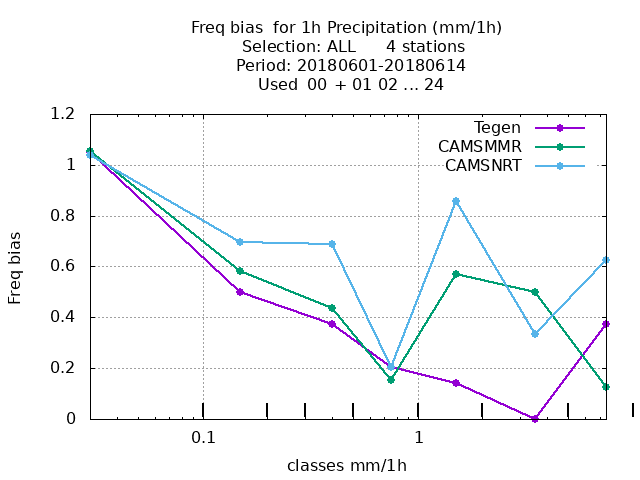 Freq bias  for 1h Precipitation (mm/1h)
Selection: ALL      4 stations
Period: 20180601-20180614
Used  00  + 01 02 ... 24
Tegen
CAMSMMR
CAMSNRT
1.2
1
0.8
0.6
0.4
0.2
0
Freq bias
0.1
1
classes mm/1h